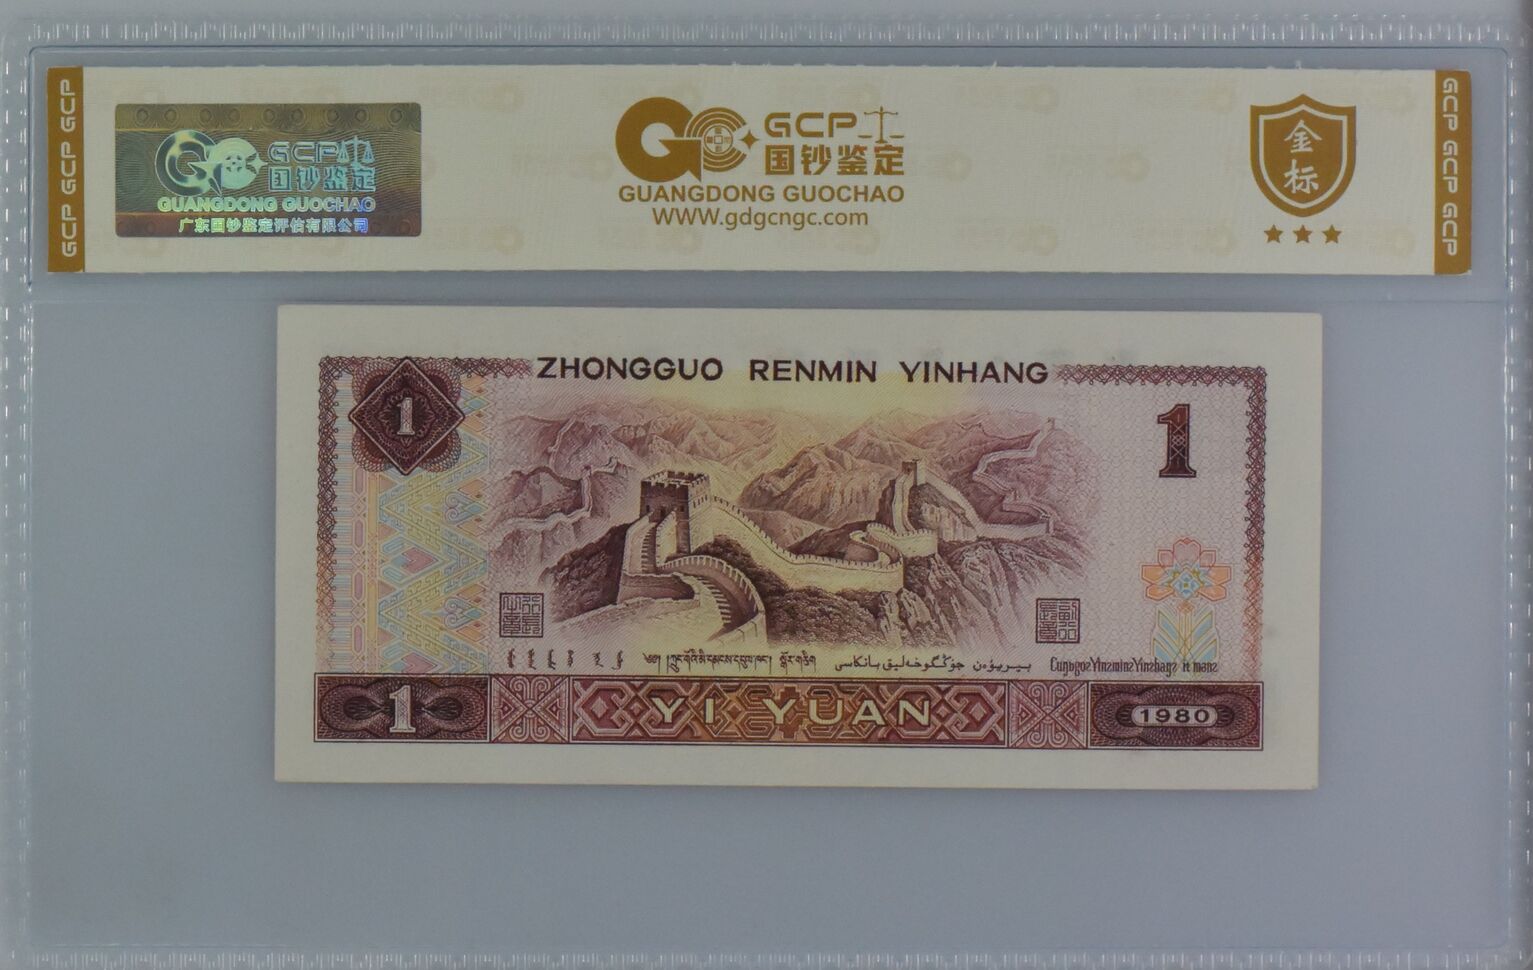 GCP GCP GCP
GCP
国钞鉴定
GUANGDONG GUOCHAO
广东国钞鉴定评估有限公司
GCP
国钞鉴定
GUANGDONG GUOCHAO
WWW.gdgcngc.com
金
标
GCP GCP GCP
ZHONGGUO RENMIN YINHANG
1
1
1
YI YUAN
1980